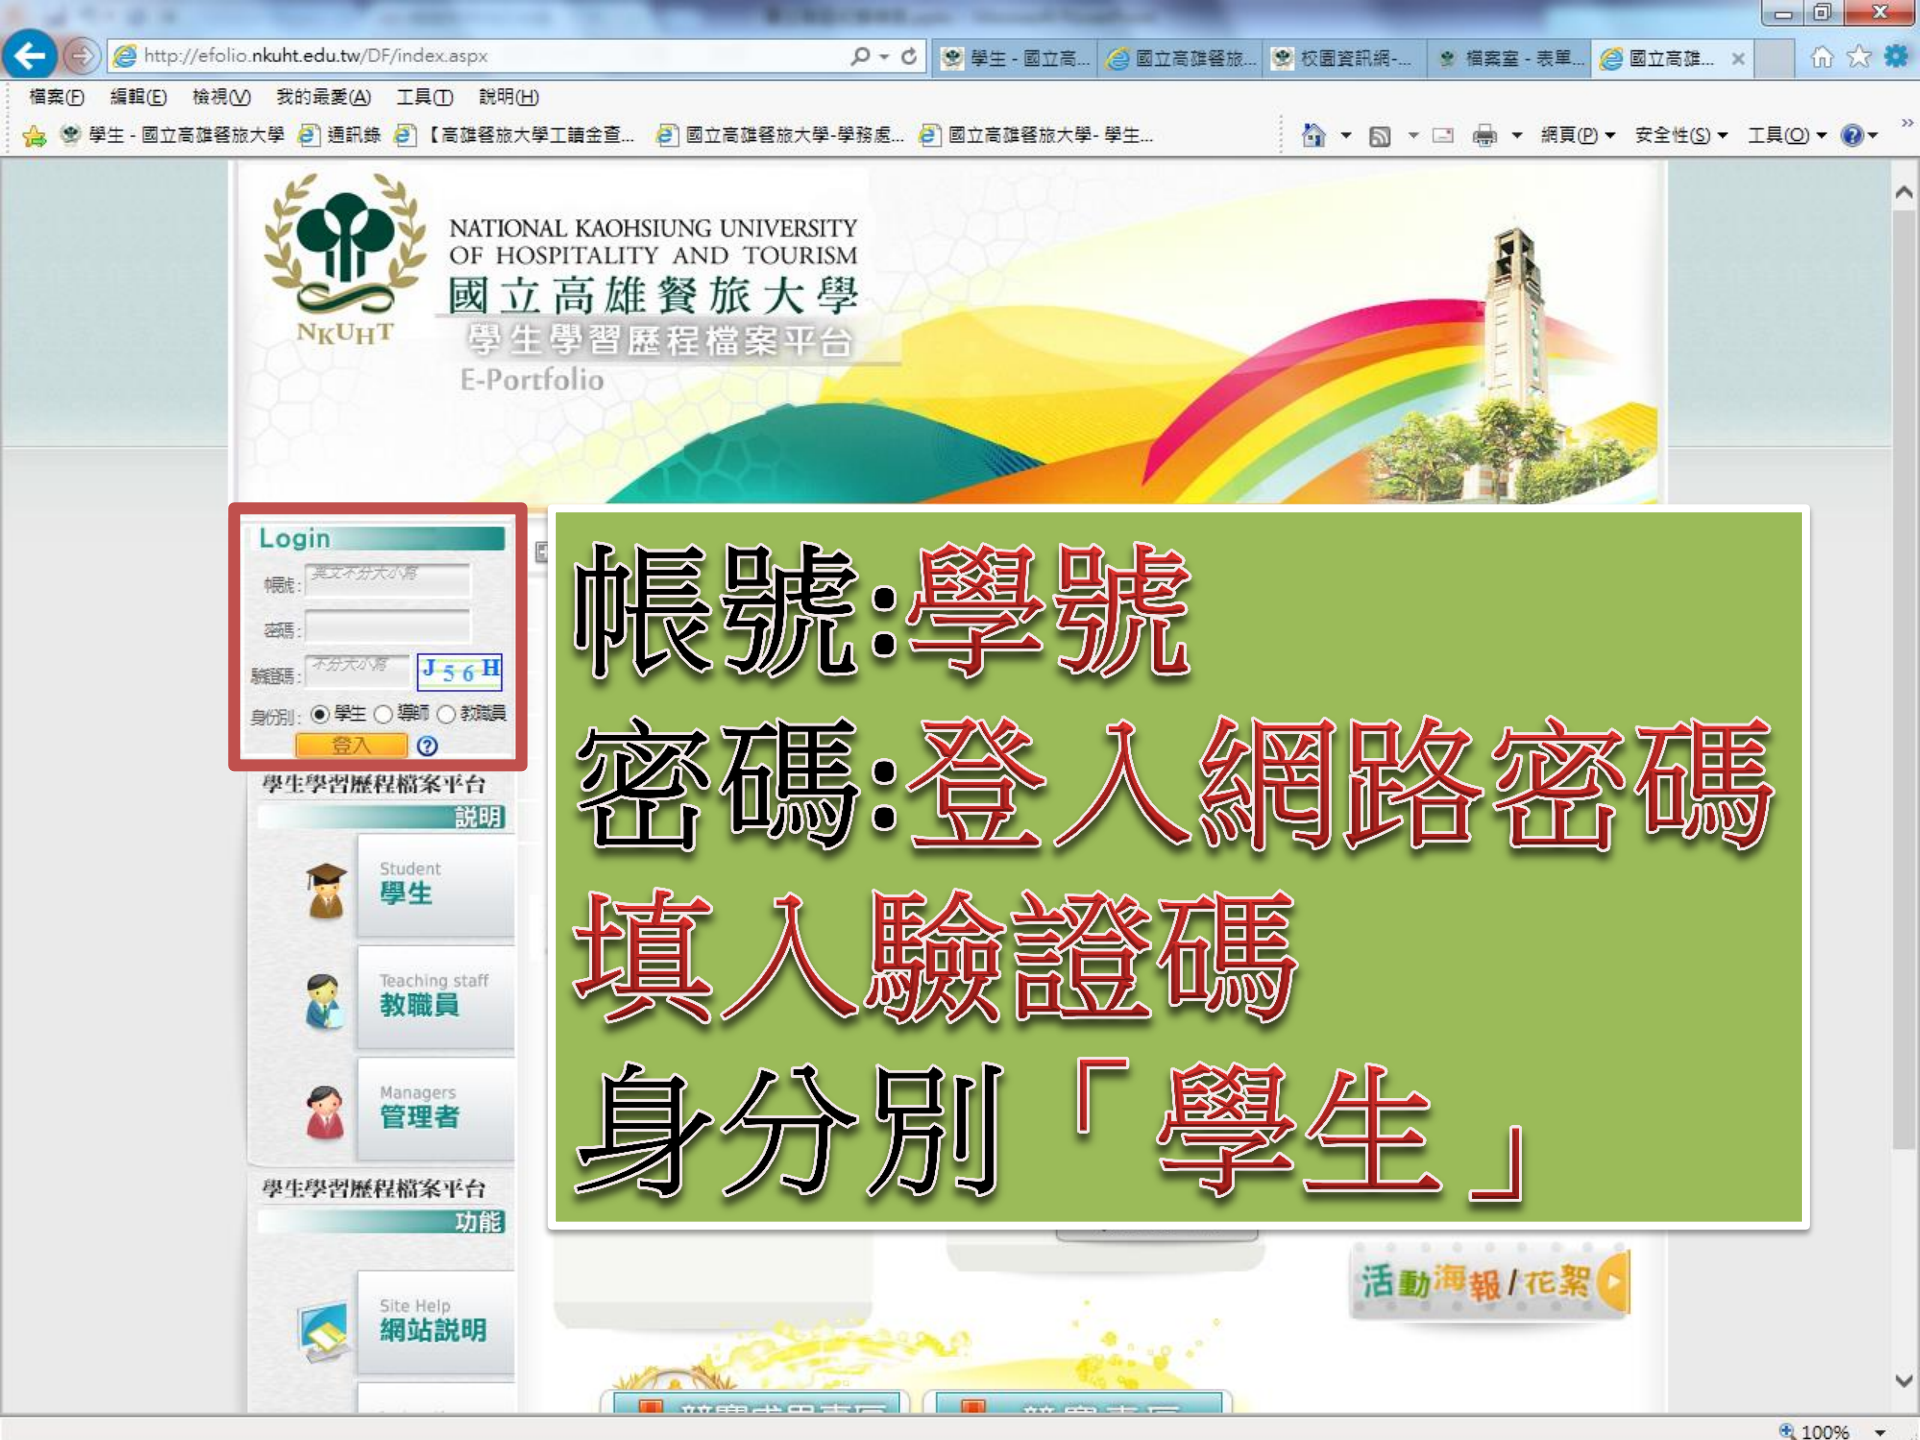 http://efolio.nkuht.edu.tw/DF/index.aspx
學生 - 國立高...
國立高雄餐旅...
校園資訊網-...
檔案室 - 表單...
國立高雄...
檔案(F) 編輯(E) 檢視(V) 我的最愛(A) 工具(T) 說明(H)
學生 - 國立高雄餐旅大學 通訊錄 【高雄餐旅大學工讀金查... 國立高雄餐旅大學-學務處... 國立高雄餐旅大學- 學生...
網頁(P) 安全性(S) 工具(O)
NATIONAL KAOHSIUNG UNIVERSITY
OF HOSPITALITY AND TOURISM
國立高雄餐旅大學
NKUHT
學生學習歷程檔案平台
E-Portfolio
Login
帳號: 英文不分大小寫
密碼:
驗證碼: 不分大小寫 J56H
身份別: 學生 導師 教職員
登入
帳號:學號
密碼:登入網路密碼
填入驗證碼
身分別「學生」
學生學習歷程檔案平台
說明
Student
學生
Teaching staff
教職員
Managers
管理者
學生學習歷程檔案平台
功能
Site Help
網站說明
活動海報/花絮
100%